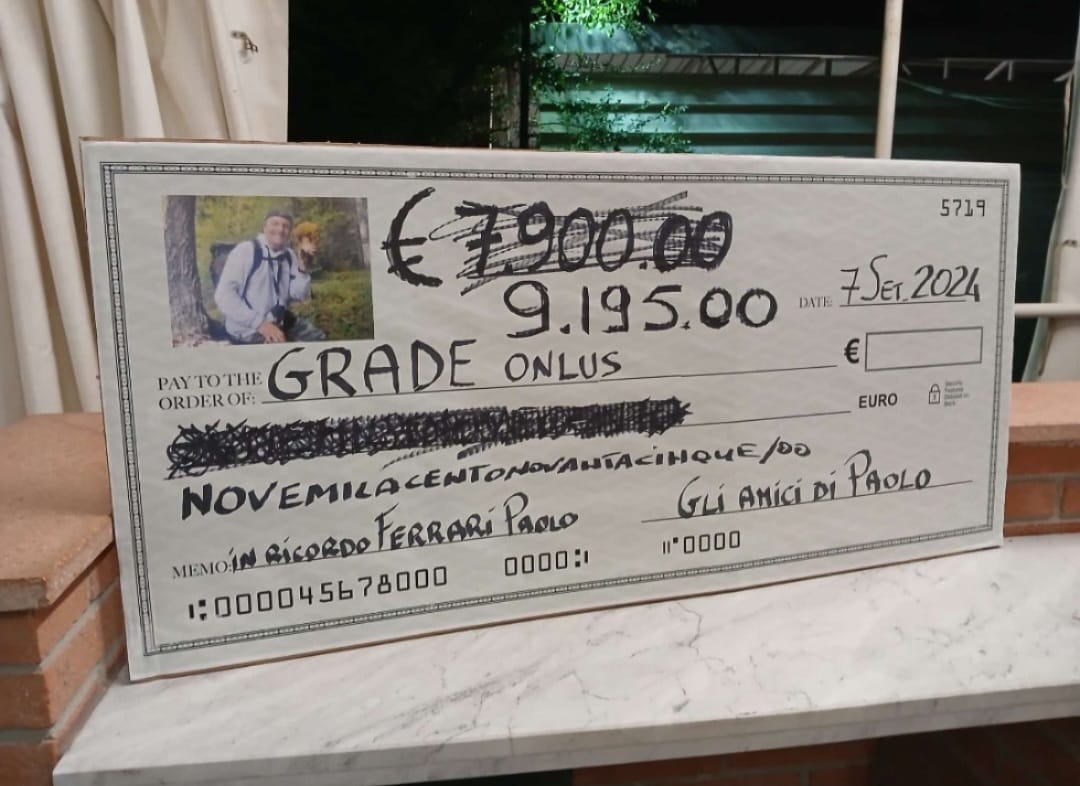 5719
€ 7.900.00
9.195.00
DATE: 7 SET. 2024
PAY TO THE
ORDER OF: GRADE ONLUS
€
EURO
NOVEMILACENTONOVANTACINQUE/00
MEMO: IN RICORDO FERRARI PAOLO
GLI AMICI DI PAOLO
⑆000045678000 0000⑆ ⑈0000